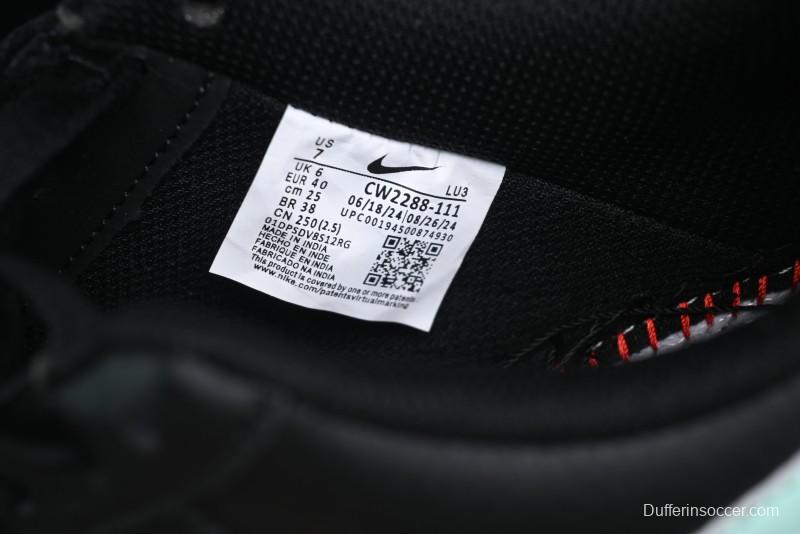 US
7
UK 6
EUR 40
cm 25
BR 38
CN 250(2.5)
LU3
CW2288-111
06/18/24|08/26/24
UPC00194500874930
01DPSDVBS12RG
MADE IN INDIA
HECHO EN INDE
FABRIQUE EN INDIA
FABRICADO NA INDIA
This product is covered by one or more patents.
www.nike.com/patentsvirtualmarking
Dufferinsoccer.com